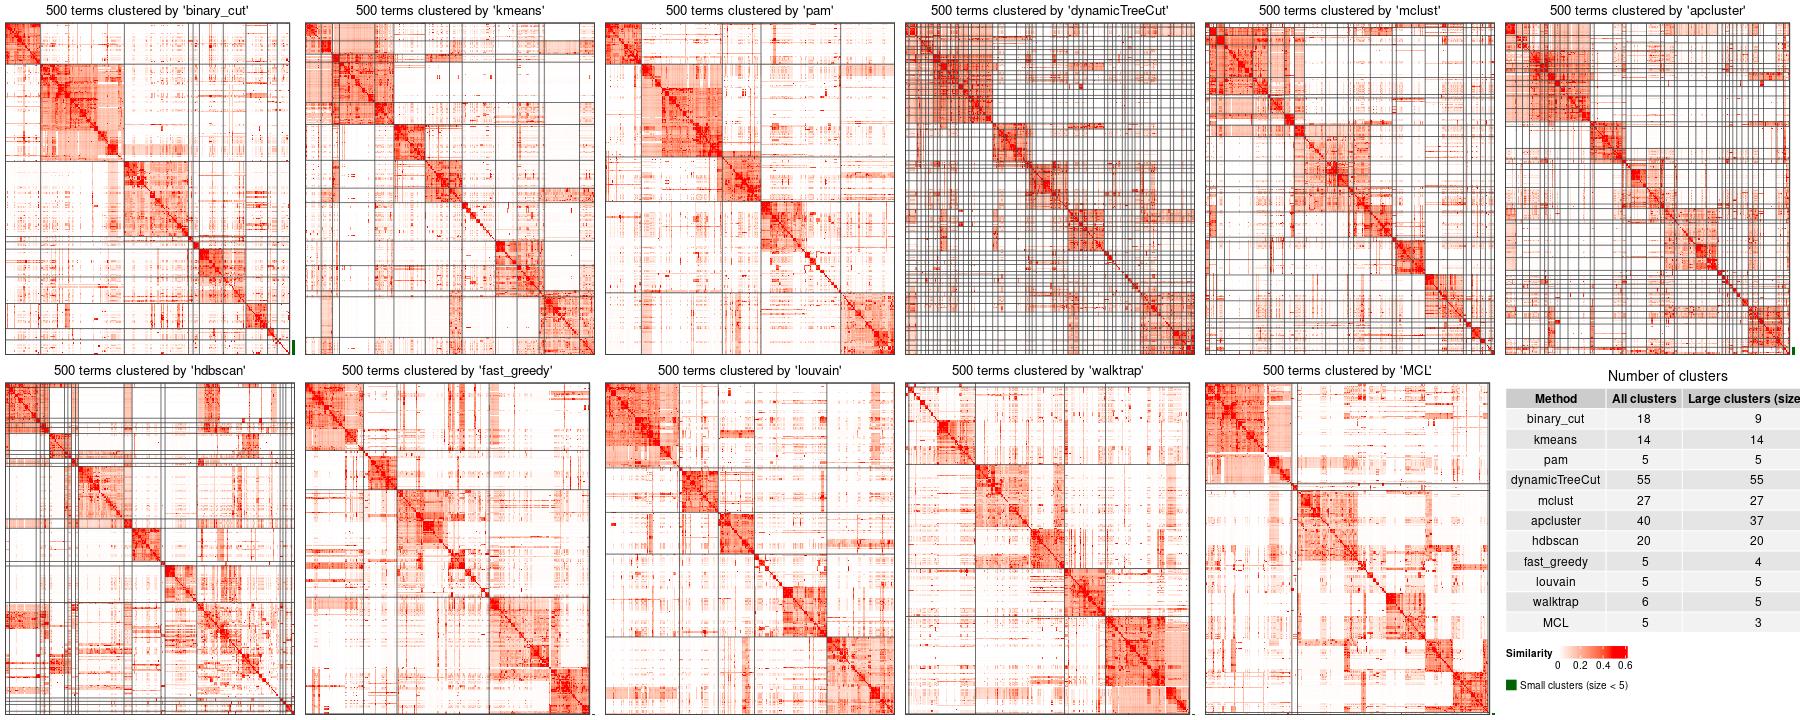 500 terms clustered by 'binary_cut'
500 terms clustered by 'kmeans'
500 terms clustered by 'pam'
500 terms clustered by 'dynamicTreeCut'
500 terms clustered by 'mclust'
500 terms clustered by 'apcluster'
500 terms clustered by 'hdbscan'
500 terms clustered by 'fast_greedy'
500 terms clustered by 'louvain'
500 terms clustered by 'walktrap'
500 terms clustered by 'MCL'
Number of clusters
Method All clusters Large clusters (size
binary_cut 18 9
kmeans 14 14
pam 5 5
dynamicTreeCut 55 55
mclust 27 27
apcluster 40 37
hdbscan 20 20
fast_greedy 5 4
louvain 5 5
walktrap 6 5
MCL 5 3
Similarity
0 0.2 0.4 0.6
Small clusters (size < 5)